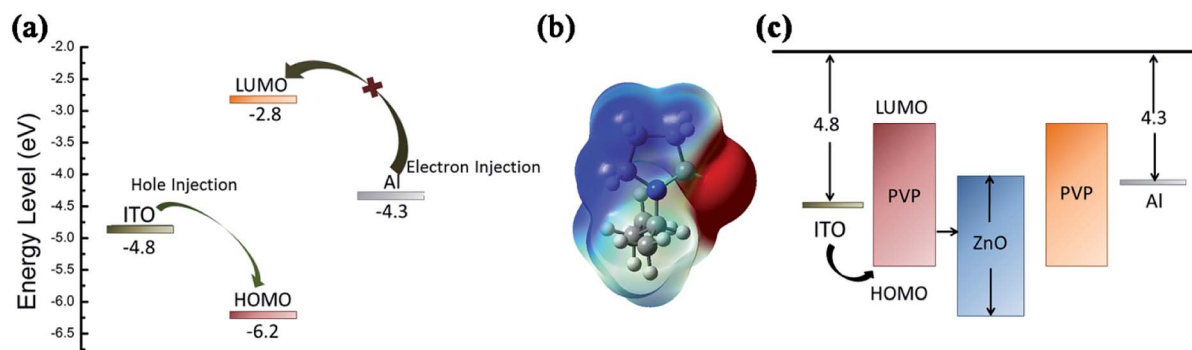 (a)
Energy Level (eV)
-2.0
-2.5
-3.0
-3.5
-4.0
-4.5
-5.0
-5.5
-6.0
-6.5
LUMO
-2.8
Electron Injection
Al
-4.3
Hole Injection
ITO
-4.8
HOMO
-6.2
(b)
(c)
4.8
LUMO
4.3
PVP
ZnO
PVP
Al
ITO
HOMO